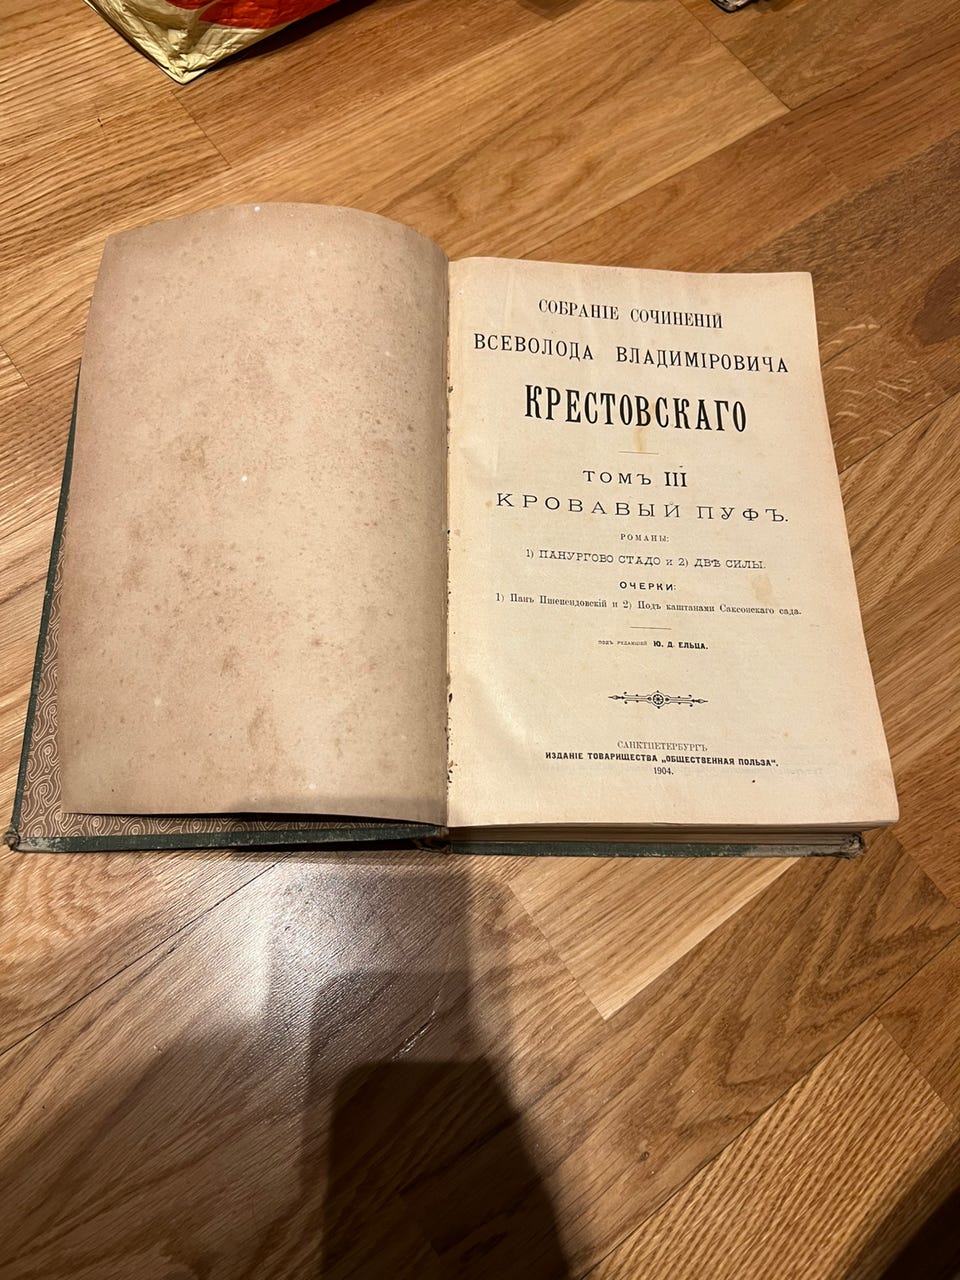 СОБРАНІЕ СОЧИНЕНІЙ
ВСЕВОЛОДА ВЛАДИМІРОВИЧА
КРЕСТОВСКАГО
ТОМЪ III
КРОВАВЫЙ ПУФЪ.
РОМАНЫ:
1) ПАНУРГОВО СТАДО и 2) ДВѢ СИЛЫ.
ОЧЕРКИ:
1) Панъ Пшепендовскій и 2) Подъ каштанами Саксонскаго сада.
ПОДЪ РЕДАКЦІЕЙ Ю. Д. ЕЛЬЦА.
САНКТПЕТЕРБУРГЪ
ИЗДАНІЕ ТОВАРИЩЕСТВА „ОБЩЕСТВЕННАЯ ПОЛЬЗА".
1904.